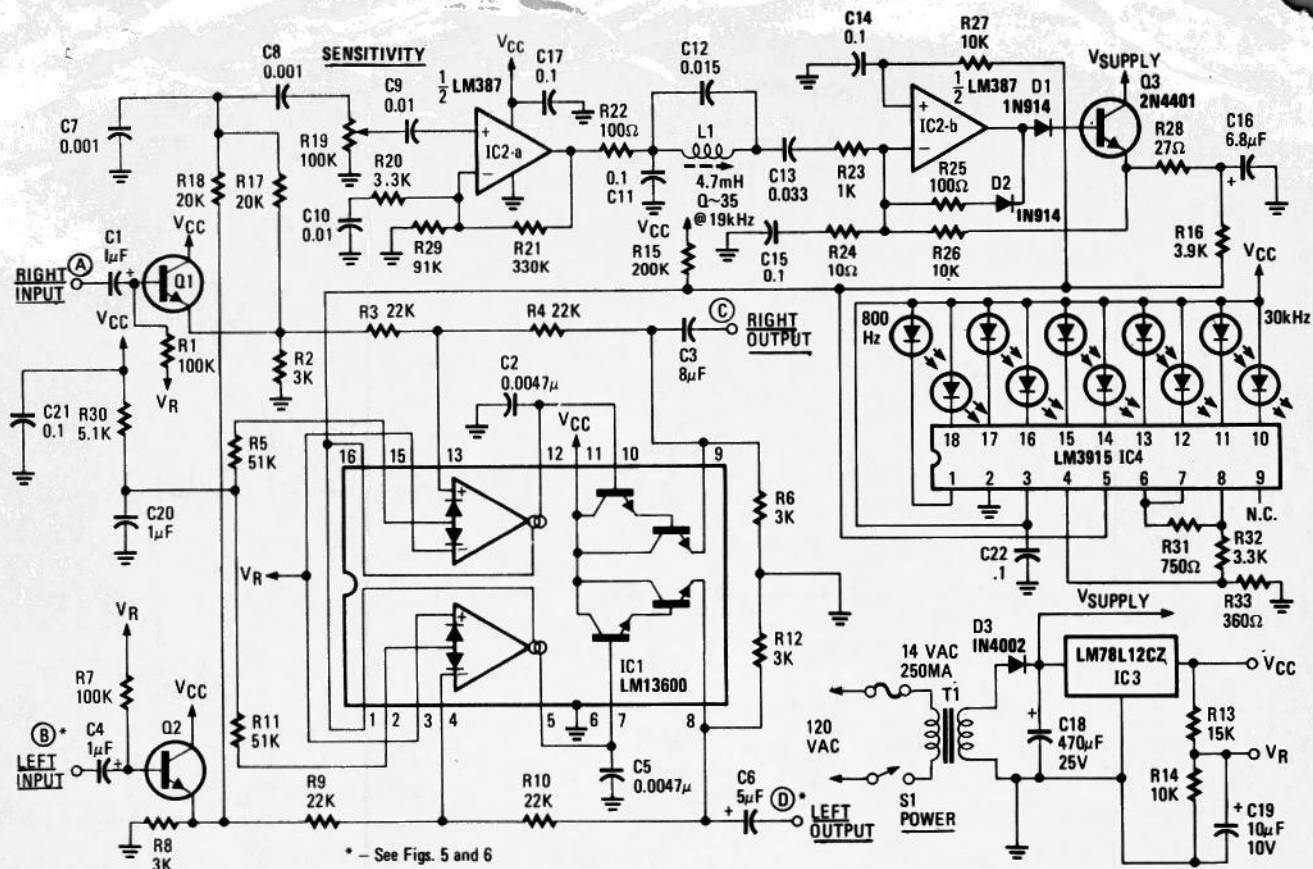 C14
0.1
R27
10K
C8
0.001
SENSITIVITY
VCC
C17
0.1
C12
0.015
VSUPPLY
Q3
2N4401
C9
0.01
½ LM387
½ LM387
D1
1N914
C7
0.001
R19
100K
+
IC2-a
−
R22
100Ω
L1
+
IC2-b
−
R28
27Ω
C16
6.8µF
+
R18
20K
R17
20K
R20
3.3K
C10
0.01
R29
91K
R21
330K
0.1
C11
4.7mH
Q~35
@19kHz
C13
0.033
R23
1K
R25
100Ω
D2
IN914
VCC
C1
1µF
+
Q1
VCC
R15
200K
C15
0.1
R24
10Ω
R26
10K
R16
3.9K
VCC
RIGHT
INPUT
A
VCC
R1
100K
VR
R2
3K
R3 22K
R4 22K
C
RIGHT
OUTPUT
C3
8µF
800
Hz
30kHz
C21
0.1
R30
5.1K
C2
0.0047µ
VCC
R5
51K
16 15 13 12 11 10 9
18 17 16 15 14 13 12 11 10
LM3915 IC4
1 2 3 4 5 6 7 8 9
N.C.
C20
1µF
+
−
R6
3K
C22
.1
R31
750Ω
R32
3.3K
R33
360Ω
VR
VR
+
−
R12
3K
VSUPPLY
R7
100K
VCC
IC1
LM13600
14 VAC
250MA
T1
D3
IN4002
LM78L12CZ
IC3
VCC
B *
LEFT
INPUT
C4
1µF
+
Q2
R11
51K
1 2 3 4 5 6 7 8
120
VAC
+
C18
470µF
25V
R13
15K
VR
R8
3K
R9
22K
R10
22K
C5
0.0047µ
C6
5µF
+
D *
LEFT
OUTPUT
S1
POWER
R14
10K
+
C19
10µF
10V
* – See Figs. 5 and 6